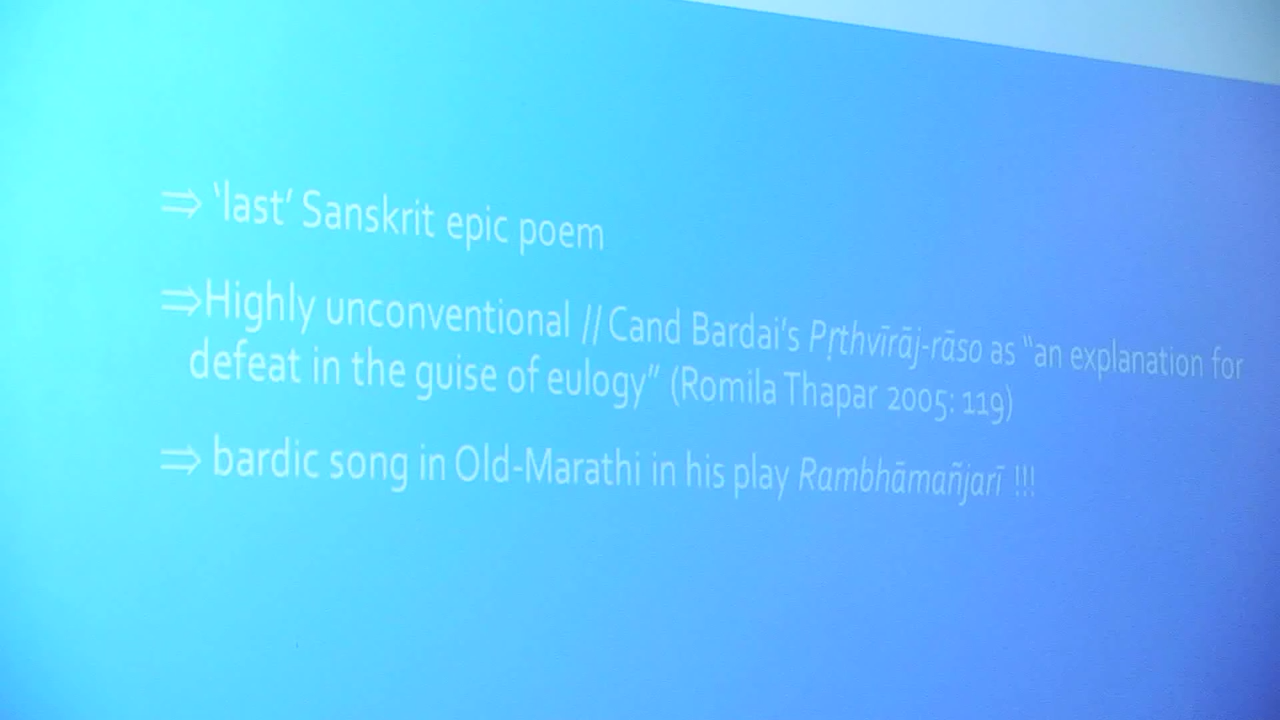 ⇒ ‘last’ Sanskrit epic poem
⇒Highly unconventional // Cand Bardai’s Pṛthvīrāj-rāso as “an explanation for
defeat in the guise of eulogy” (Romila Thapar 2005: 119)
⇒ bardic song in Old-Marathi in his play Rambhāmañjarī !!!